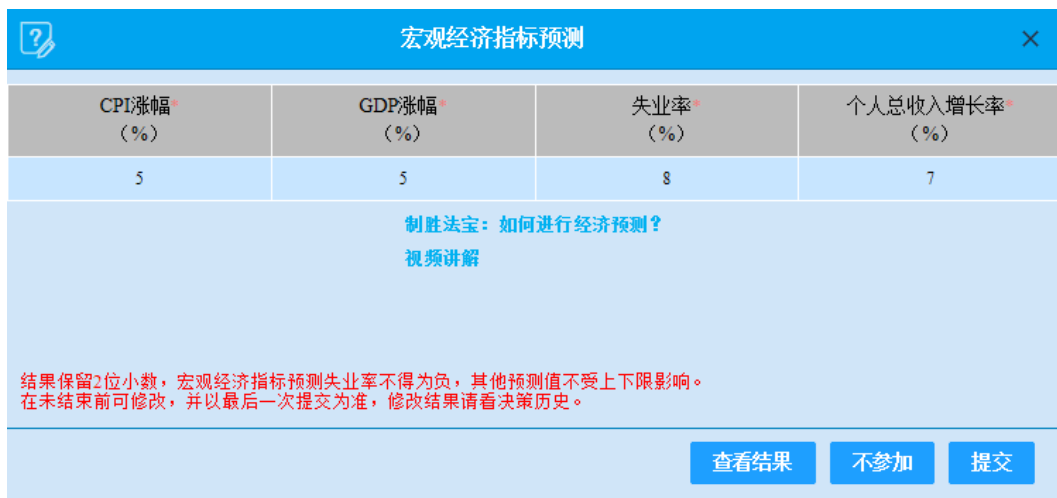 宏观经济指标预测
CPI涨幅* GDP涨幅* 失业率* 个人总收入增长率*
（%） （%） （%） （%）
5 5 8 7
制胜法宝：如何进行经济预测？
视频讲解
结果保留2位小数，宏观经济指标预测失业率不得为负，其他预测值不受上下限影响。
在未结束前可修改，并以最后一次提交为准，修改结果请看决策历史。
查看结果 不参加 提交